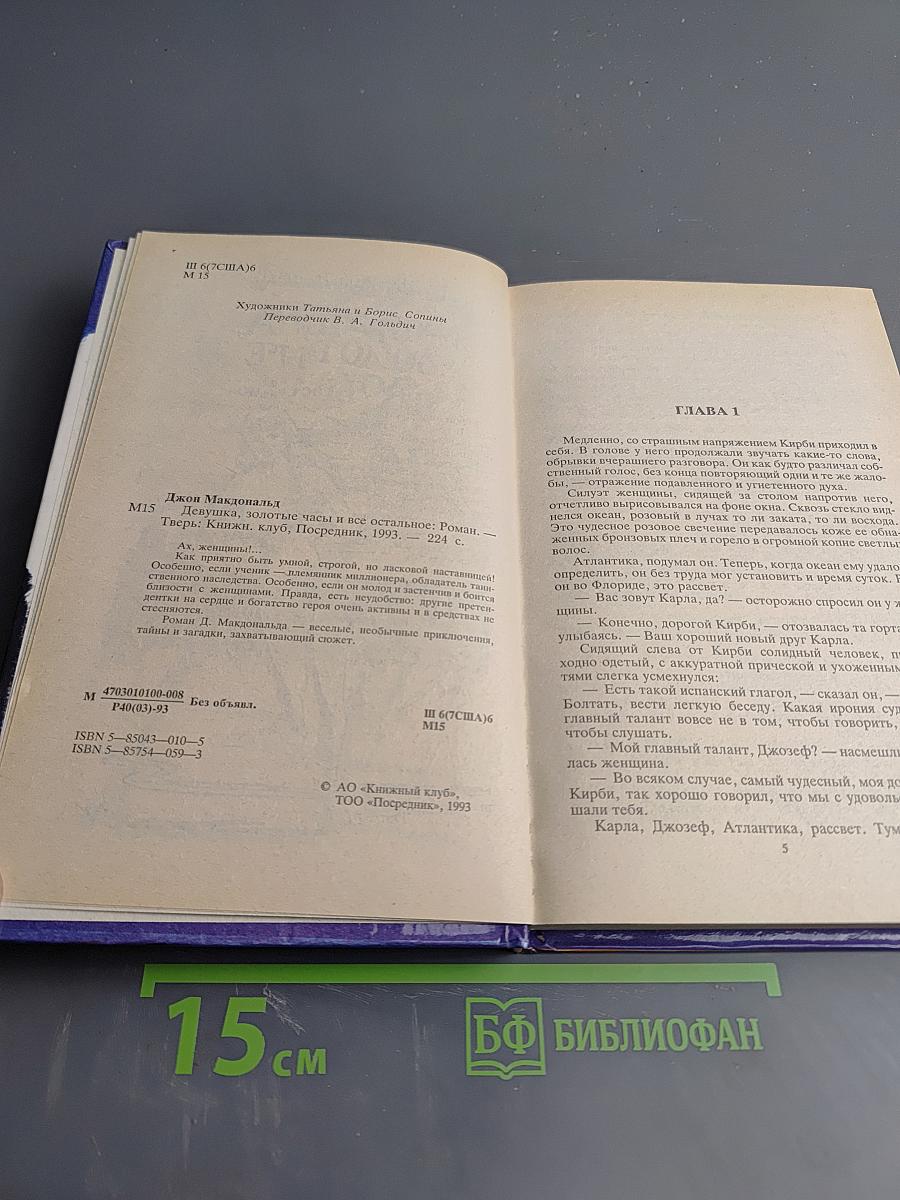 Ш 6(7США)6
М 15
Художники Татьяна и Борис Сопины
Переводчик В. А. Гольдич
Джон Макдональд
М15 Девушка, золотые часы и всё остальное: Роман. —
Тверь: Книжн. клуб, Посредник, 1993. — 224 с.
Ах, женщины!...
Как приятно быть умной, строгой, но ласковой наставницей!
Особенно, если ученик — племянник миллионера, обладатель таин-
ственного наследства. Особенно, если он молод и застенчив и боится
близости с женщинами. Правда, есть неудобство: другие претен-
дентки на сердце и богатство героя очень активны и в средствах не
стесняются.
Роман Д. Макдональда — веселые, необычные приключения,
тайны и загадки, захватывающий сюжет.
М 4703010100-008
Р40(03)-93 Без объявл.
Ш 6(7США)6
М15
ISBN 5—85043—010—5
ISBN 5—85754—059—3
© АО «Книжный клуб»,
ТОО «Посредник», 1993
ГЛАВА 1
Медленно, со страшным напряжением Кирби приходил в
себя. В голове у него продолжали звучать какие-то слова,
обрывки вчерашнего разговора. Он как будто различал соб-
ственный голос, без конца повторяющий одни и те же жало-
бы, — отражение подавленного и угнетенного духа.
Силуэт женщины, сидящей за столом напротив него,
отчетливо вырисовывался на фоне окна. Сквозь стекло вид-
нелся океан, розовый в лучах то ли заката, то ли восхода.
Это чудесное розовое свечение передавалось коже ее обна-
женных бронзовых плеч и горело в огромной копне светлы
волос.
Атлантика, подумал он. Теперь, когда океан ему удало
определить, он без труда мог установить и время суток.
он во Флориде, это рассвет.
— Вас зовут Карла, да? — осторожно спросил он у ж
щины.
— Конечно, дорогой Кирби, — отозвалась та горта
улыбаясь. — Ваш хороший новый друг Карла.
Сидящий слева от Кирби солидный человек, п
ходно одетый, с аккуратной прической и ухоженным
тями слегка усмехнулся:
— Есть такой испанский глагол, — сказал он, —
Болтать, вести легкую беседу. Какая ирония суд
главный талант вовсе не в том, чтобы говорить,
чтобы слушать.
— Мой главный талант, Джозеф? — насмешли
лась женщина.
— Во всяком случае, самый чудесный, моя до
Кирби, так хорошо говорил, что мы с удоволь
шали тебя.
Карла, Джозеф, Атлантика, рассвет. Тум
5
15 см
БФ БИБЛИОФАН